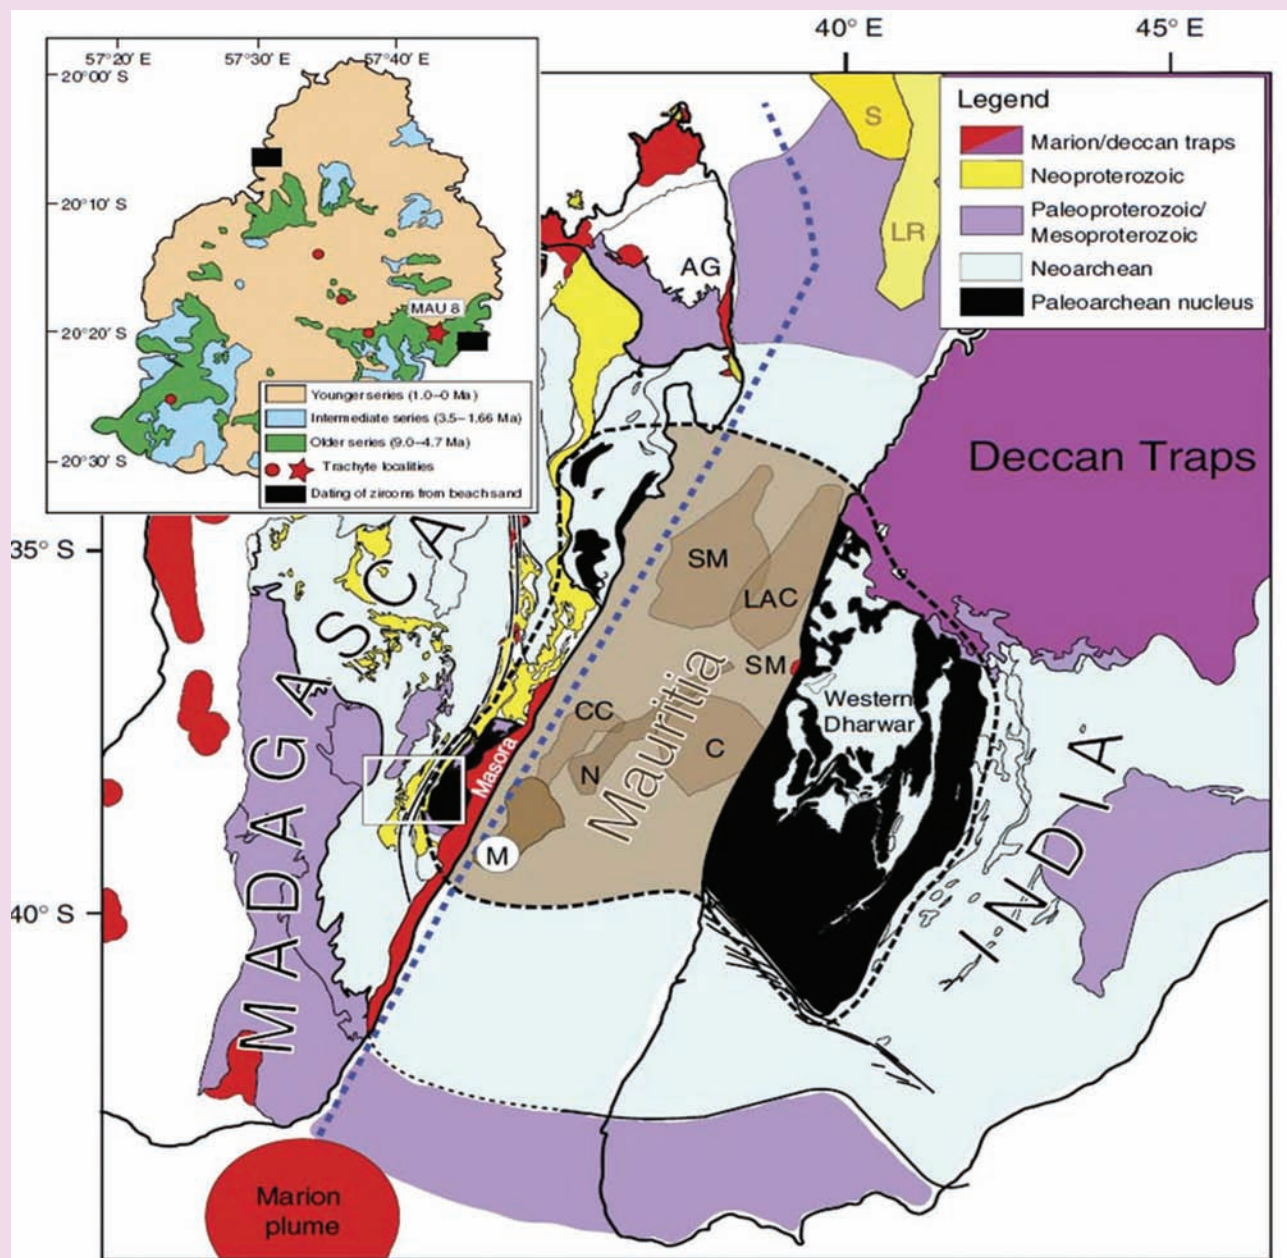 40° E
45° E
57°20' E
57°30' E
57°40' E
20°00' S
20°10' S
20°20' S
20°30' S
MAU 8
Younger series (1.0–0 Ma)
Intermediate series (3.5–1.66 Ma)
Older series (9.0–4.7 Ma)
Trachyte localities
Dating of zircons from beach sand
Legend
Marion/deccan traps
Neoproterozoic
Paleoproterozoic/
Mesoproterozoic
Neoarchean
Paleoarchean nucleus
S
LR
AG
Deccan Traps
35° S
40° S
SM
LAC
SM
Western
Dharwar
CC
C
N
M
Mauritia
Masora
MADAGASCA
INDIA
Marion
plume